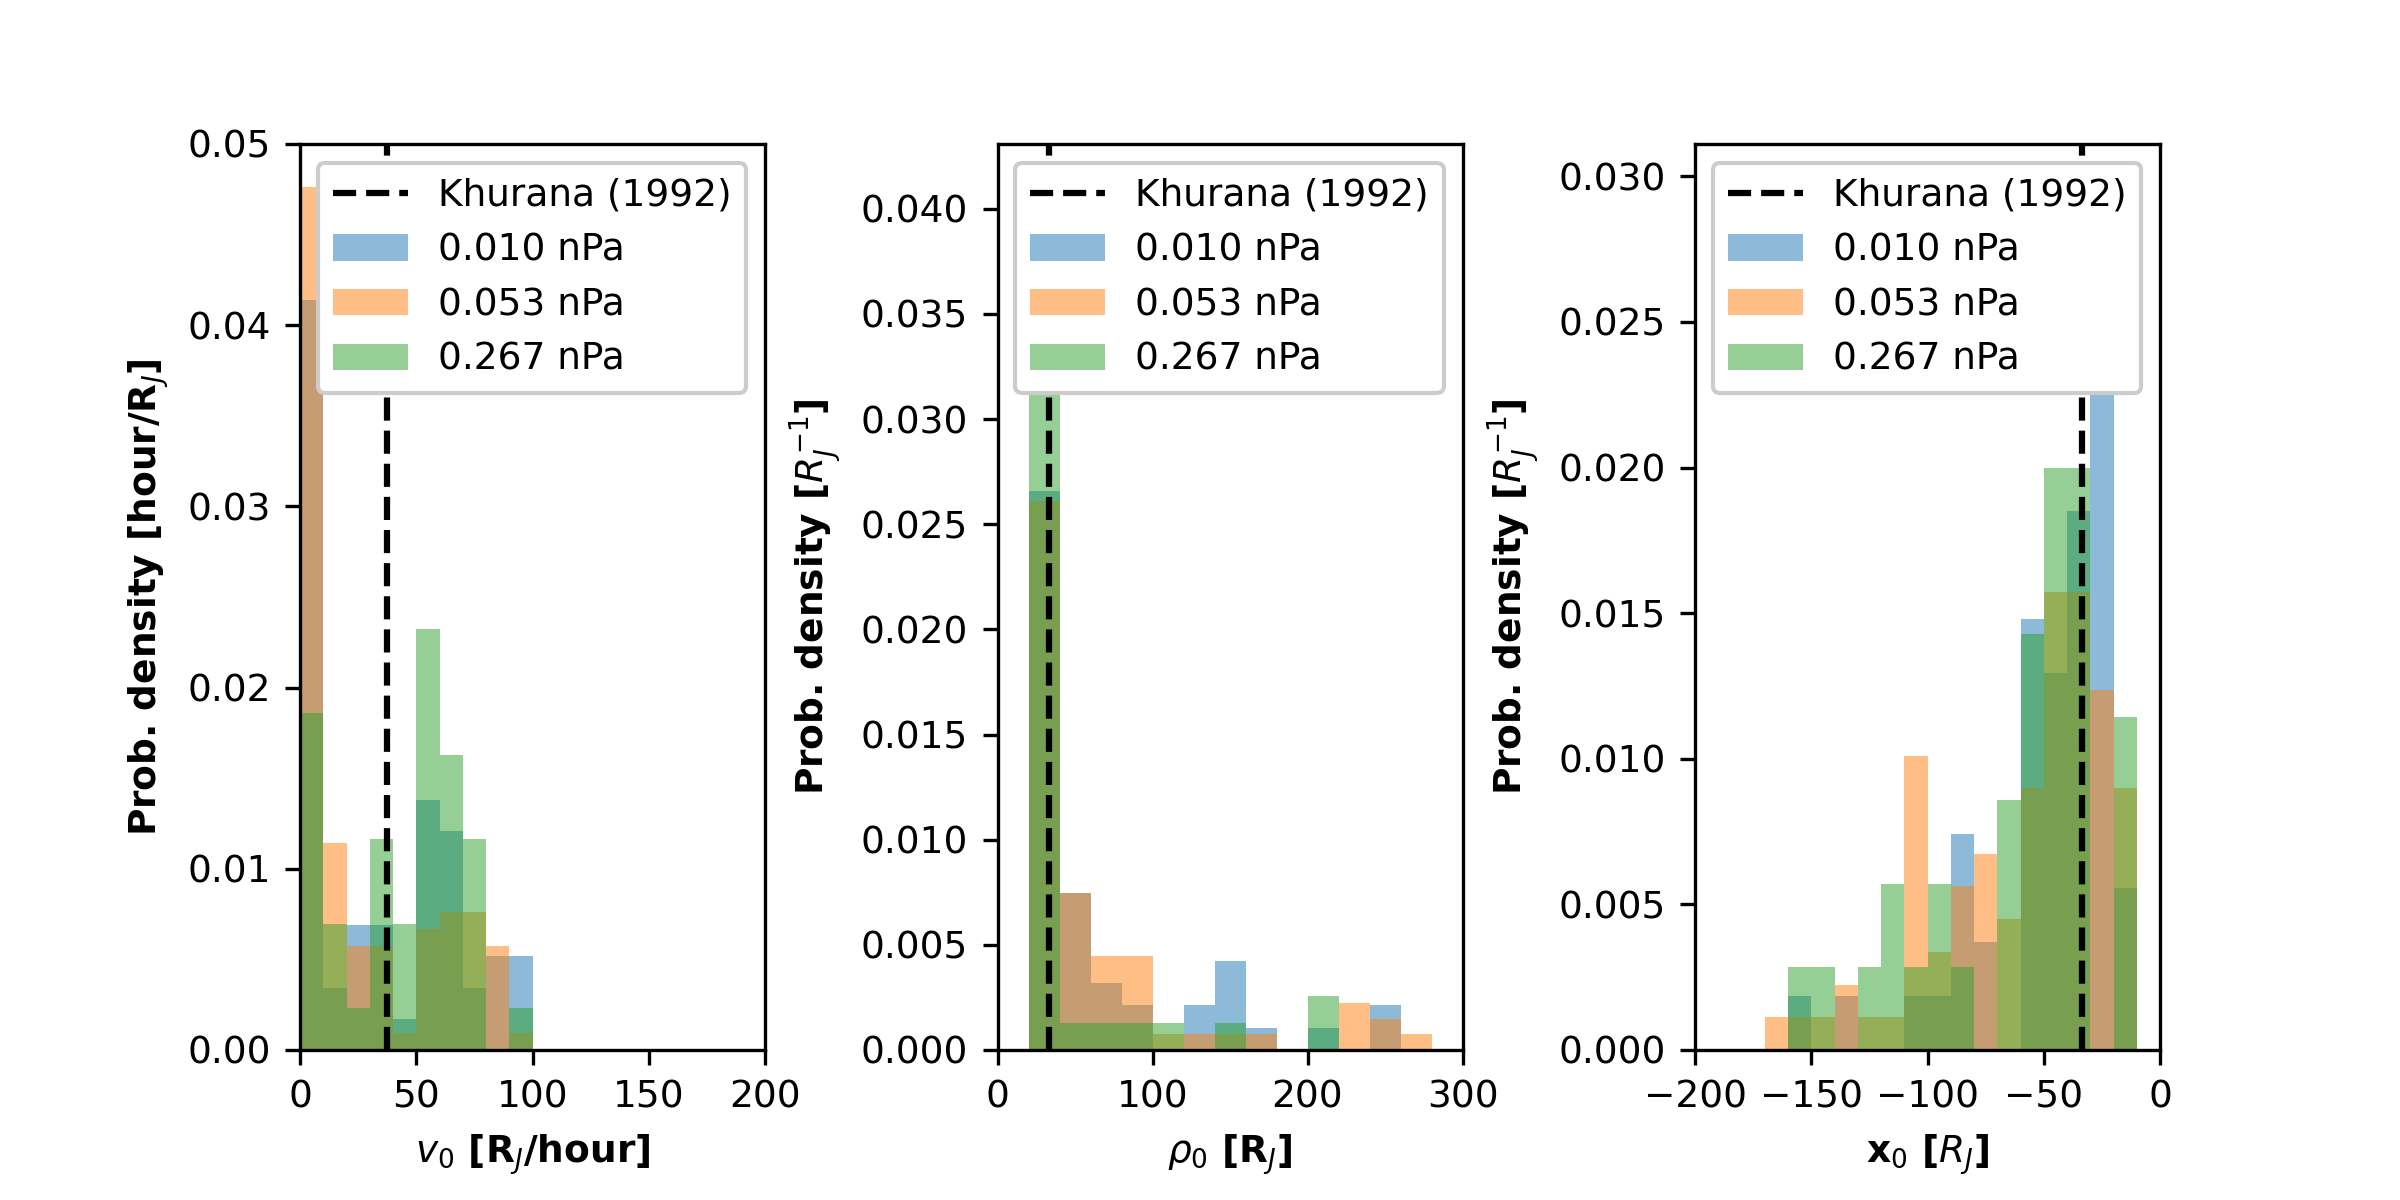 Prob. density [hour/R_J]
0.05
0.04
0.03
0.02
0.01
0.00
Khurana (1992)
0.010 nPa
0.053 nPa
0.267 nPa
0 50 100 150 200
v_0 [R_J/hour]
Prob. density [R_J^−1]
0.040
0.035
0.030
0.025
0.020
0.015
0.010
0.005
0.000
Khurana (1992)
0.010 nPa
0.053 nPa
0.267 nPa
0 100 200 300
ρ_0 [R_J]
Prob. density [R_J^−1]
0.030
0.025
0.020
0.015
0.010
0.005
0.000
Khurana (1992)
0.010 nPa
0.053 nPa
0.267 nPa
−200 −150 −100 −50 0
x_0 [R_J]